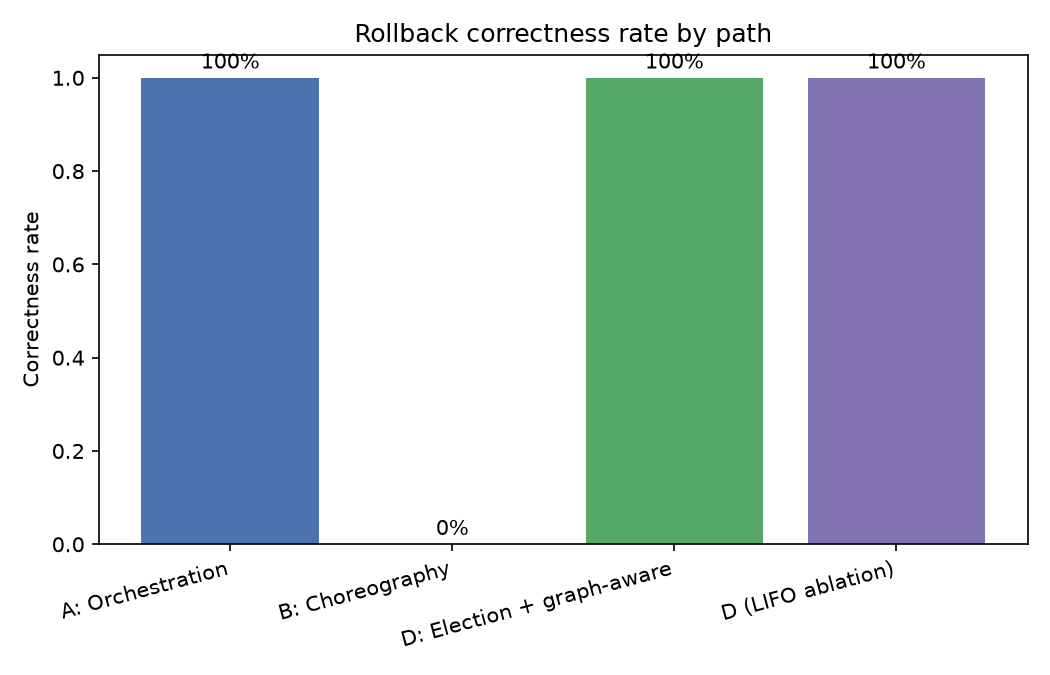 Rollback correctness rate by path
100%
0%
100%
100%
Correctness rate
1.0
0.8
0.6
0.4
0.2
0.0
A: Orchestration
B: Choreography
D: Election + graph-aware
D (LIFO ablation)